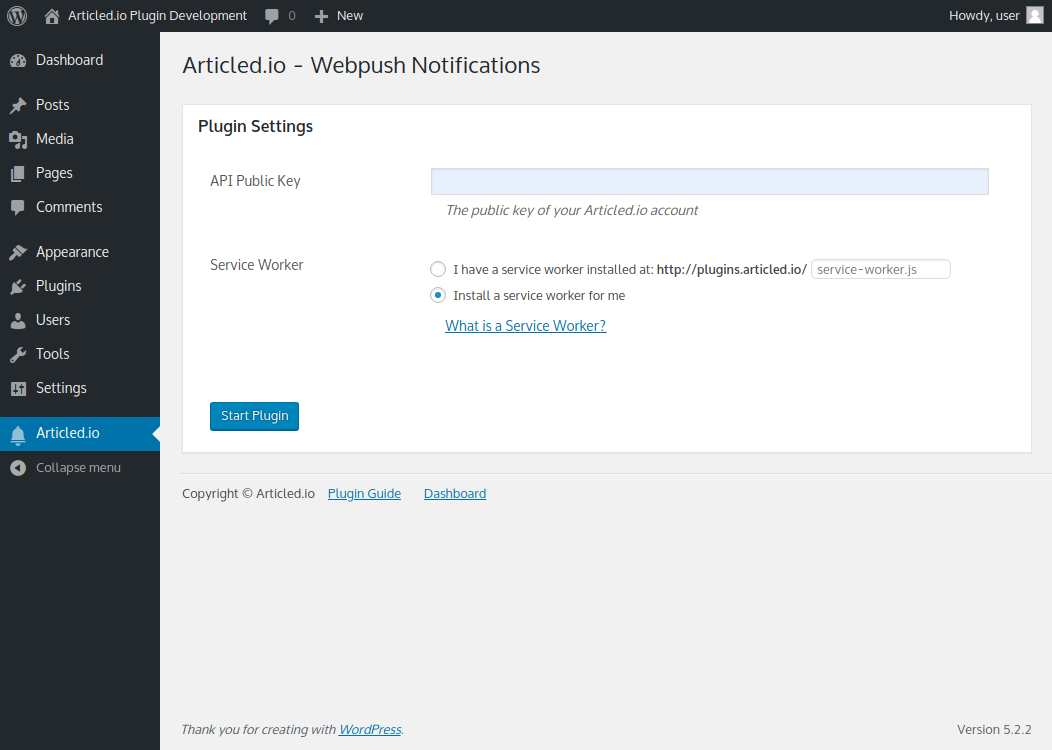 Articled.io Plugin Development 0 New Howdy, user
Dashboard
Posts
Media
Pages
Comments
Appearance
Plugins
Users
Tools
Settings
Articled.io
Collapse menu
Articled.io - Webpush Notifications
Plugin Settings
API Public Key
The public key of your Articled.io account
Service Worker
I have a service worker installed at: http://plugins.articled.io/ service-worker.js
Install a service worker for me
What is a Service Worker?
Start Plugin
Copyright © Articled.io Plugin Guide Dashboard
Thank you for creating with WordPress. Version 5.2.2